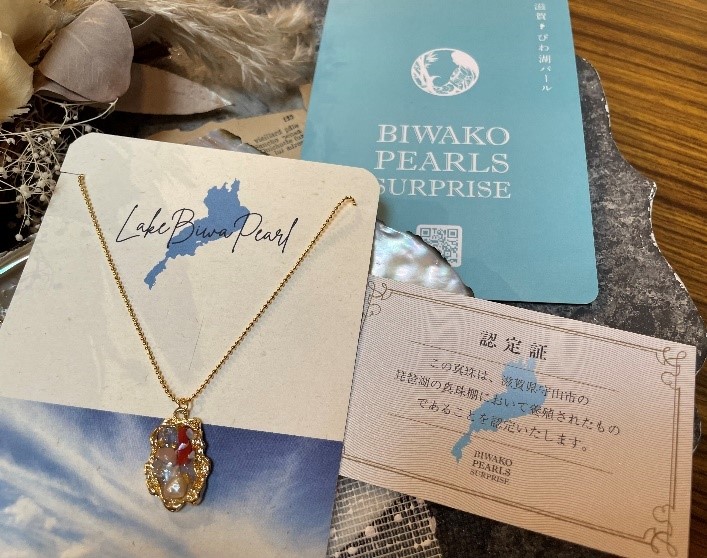 滋賀 びわ湖パール
BIWAKO
PEARLS
SURPRISE
Lake Biwa Pearl
認定証
この真珠は、滋賀県守山市の
琵琶湖の真珠棚において養殖されたもの
であることを認定いたします。
BIWAKO
PEARLS
SURPRISE